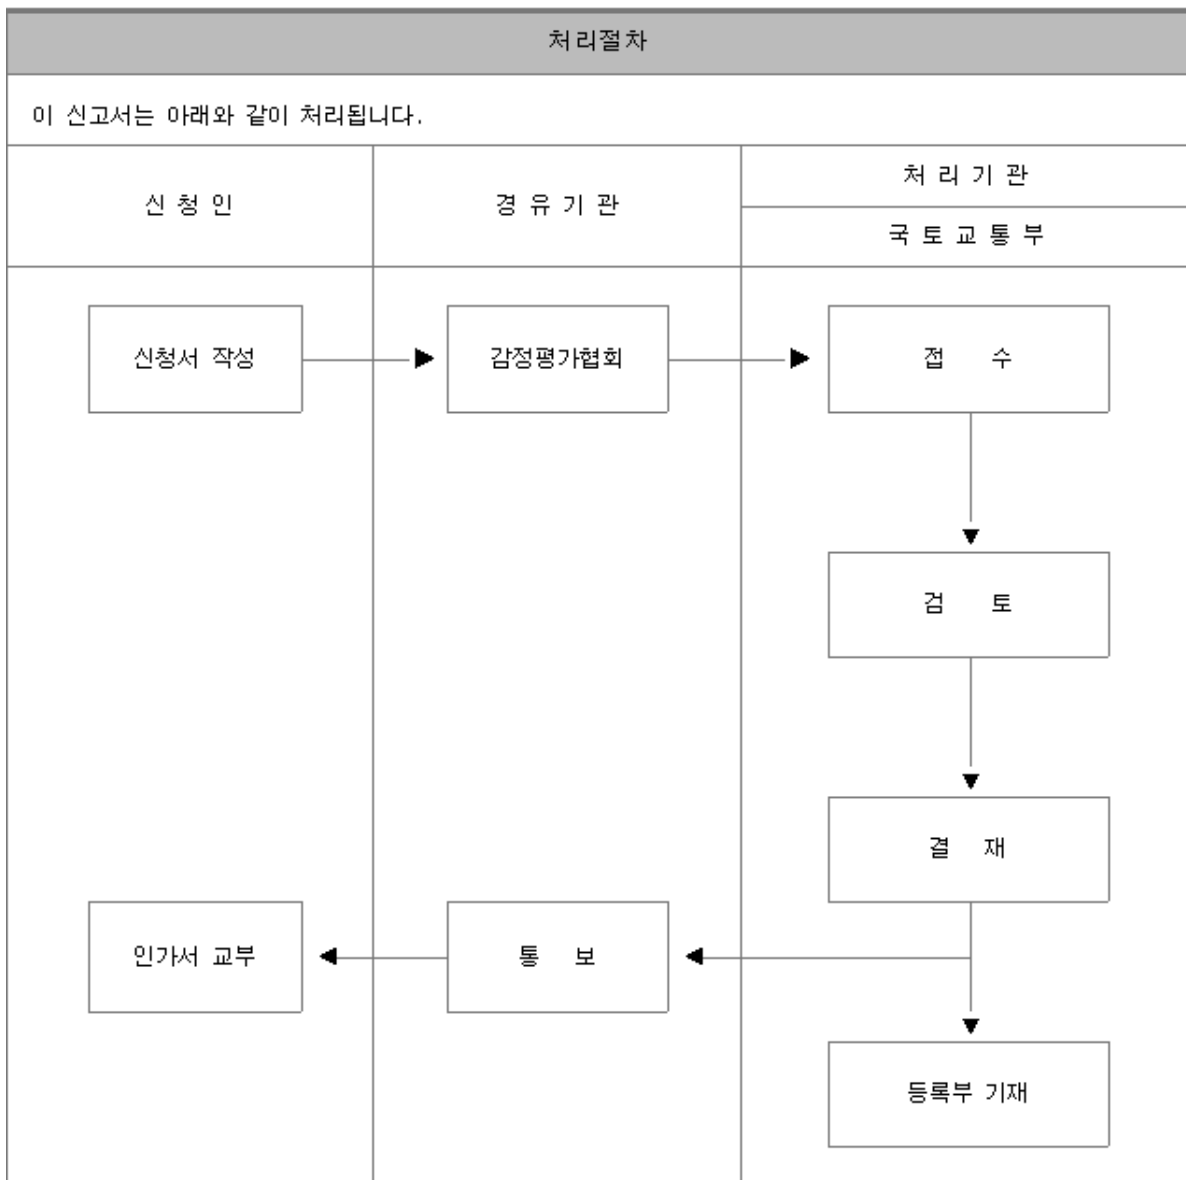 처리절차
이 신고서는 아래와 같이 처리됩니다.
신 청 인
경 유 기 관
처 리 기 관
국 토 교 통 부
신청서 작성
감정평가협회
접 수
검 토
결 재
인가서 교부
통 보
등록부 기재